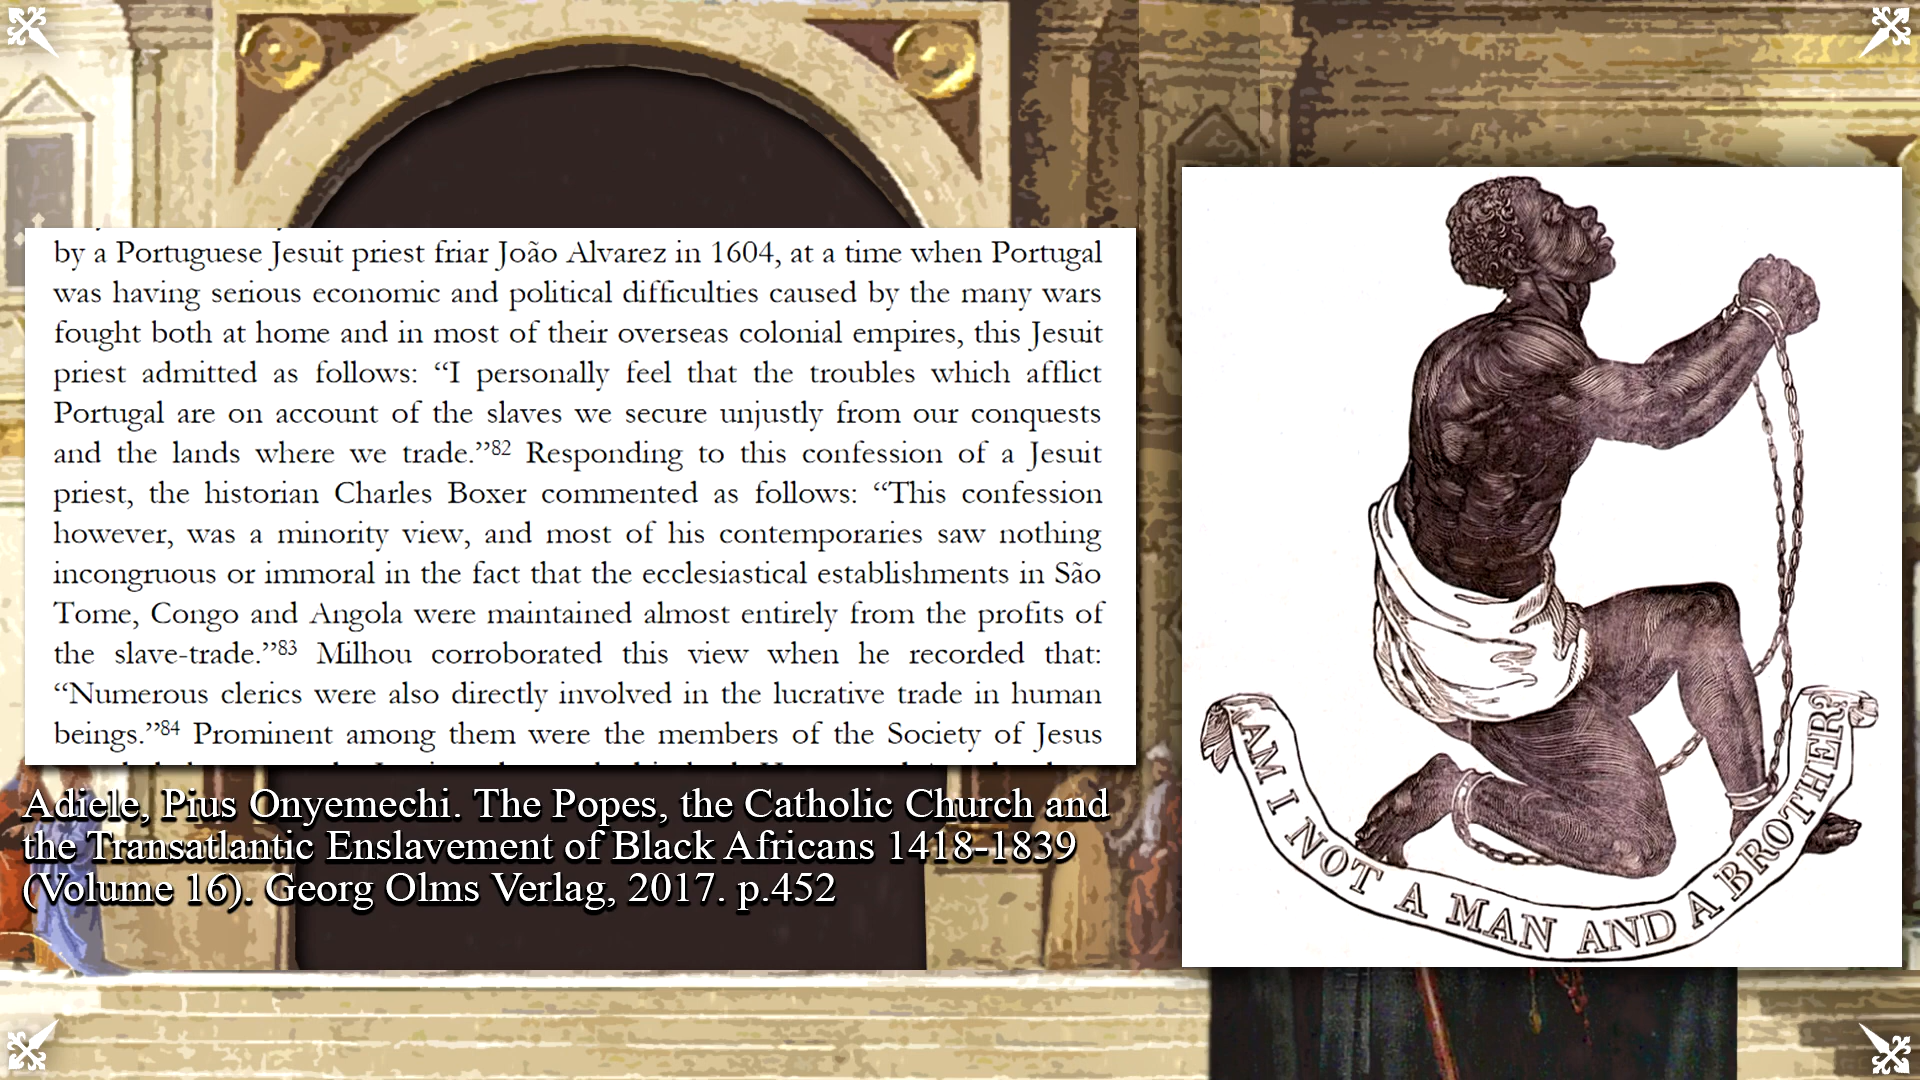 by a Portuguese Jesuit priest friar João Alvarez in 1604, at a time when Portugal
was having serious economic and political difficulties caused by the many wars
fought both at home and in most of their overseas colonial empires, this Jesuit
priest admitted as follows: “I personally feel that the troubles which afflict
Portugal are on account of the slaves we secure unjustly from our conquests
and the lands where we trade.”82 Responding to this confession of a Jesuit
priest, the historian Charles Boxer commented as follows: “This confession
however, was a minority view, and most of his contemporaries saw nothing
incongruous or immoral in the fact that the ecclesiastical establishments in São
Tome, Congo and Angola were maintained almost entirely from the profits of
the slave-trade.”83 Milhou corroborated this view when he recorded that:
“Numerous clerics were also directly involved in the lucrative trade in human
beings.”84 Prominent among them were the members of the Society of Jesus
Adiele, Pius Onyemechi. The Popes, the Catholic Church and
the Transatlantic Enslavement of Black Africans 1418-1839
(Volume 16). Georg Olms Verlag, 2017. p.452
AM I NOT A MAN AND A BROTHER?